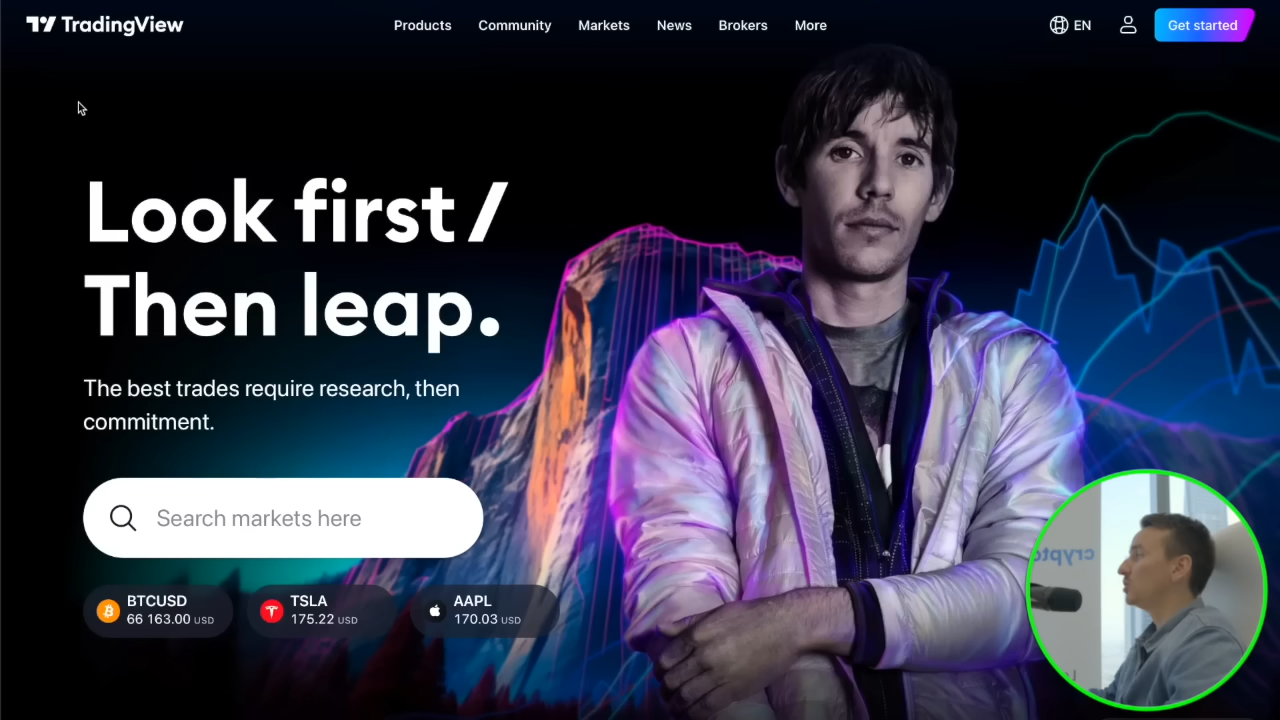 TradingView
Products Community Markets News Brokers More
EN
Get started
Look first /
Then leap.
The best trades require research, then
commitment.
Search markets here
BTCUSD
66 163.00 USD
TSLA
175.22 USD
AAPL
170.03 USD
crypto